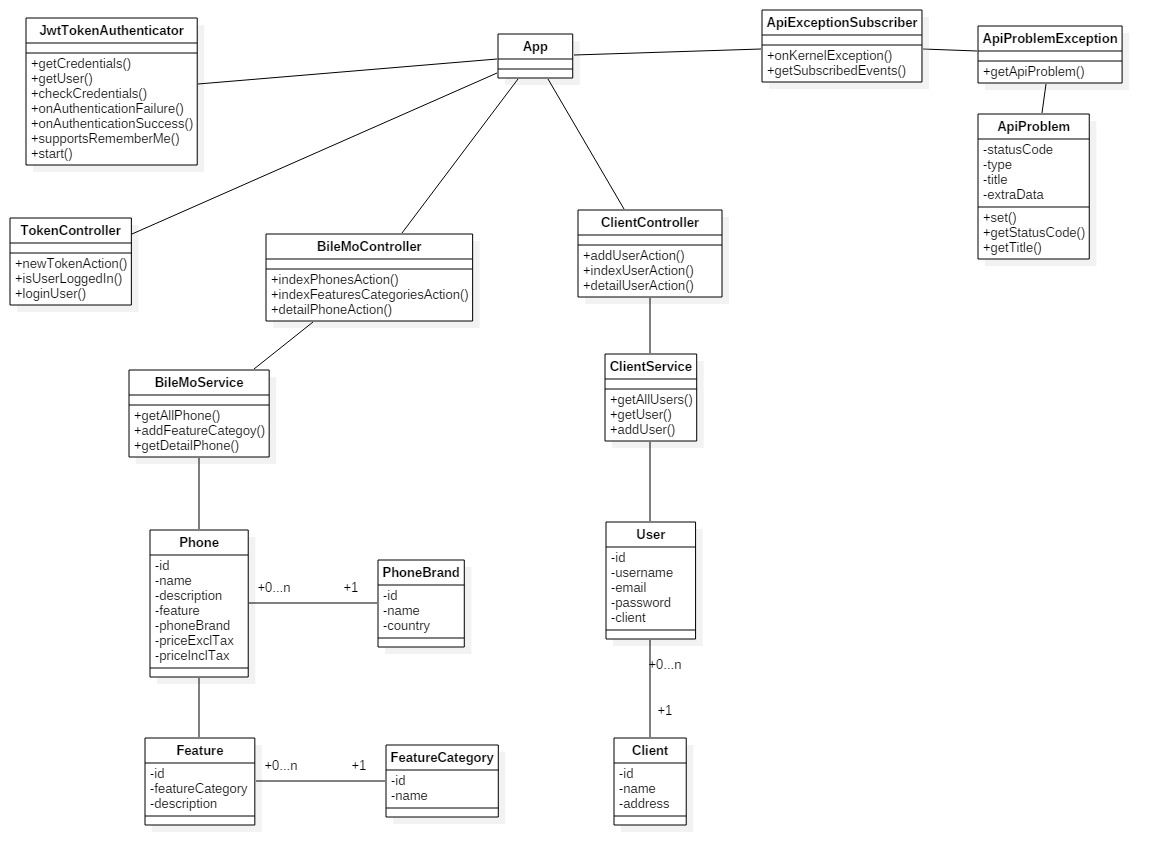 JwtTokenAuthenticator
+getCredentials()
+getUser()
+checkCredentials()
+onAuthenticationFailure()
+onAuthenticationSuccess()
+supportsRememberMe()
+start()
App
ApiExceptionSubscriber
+onKernelException()
+getSubscribedEvents()
ApiProblemException
+getApiProblem()
ApiProblem
-statusCode
-type
-title
-extraData
+set()
+getStatusCode()
+getTitle()
TokenController
+newTokenAction()
+isUserLoggedIn()
+loginUser()
BileMoController
+indexPhonesAction()
+indexFeaturesCategoriesAction()
+detailPhoneAction()
ClientController
+addUserAction()
+indexUserAction()
+detailUserAction()
BileMoService
+getAllPhone()
+addFeatureCategoy()
+getDetailPhone()
ClientService
+getAllUsers()
+getUser()
+addUser()
Phone
-id
-name
-description
-feature
-phoneBrand
-priceExclTax
-priceInclTax
+0...n
+1
PhoneBrand
-id
-name
-country
User
-id
-username
-email
-password
-client
+0...n
+1
Feature
-id
-featureCategory
-description
+0...n
+1
FeatureCategory
-id
-name
Client
-id
-name
-address